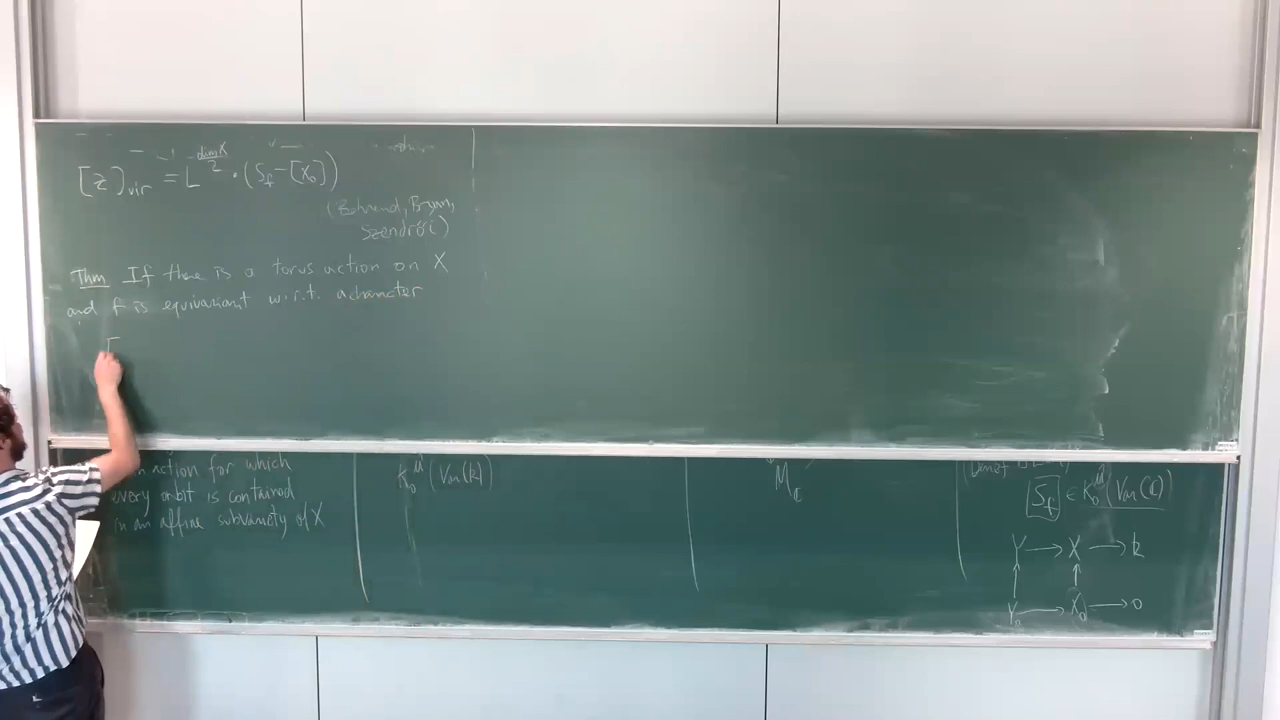 [Z]vir = L^{dim X/2} · (S_f - [X_0])
(Behrend, Bryan,
Szendrői)
Thm If there is a torus action on X
and f is equivariant w.r.t. a character
action for which
every orbit is contained
in an affine subvariety of X
K_0^μ (Var(k))
M_ℂ
[S_f] ∈ K_0^μ (Var(ℂ))
Y → X → k
Y_0 → X_0 → 0